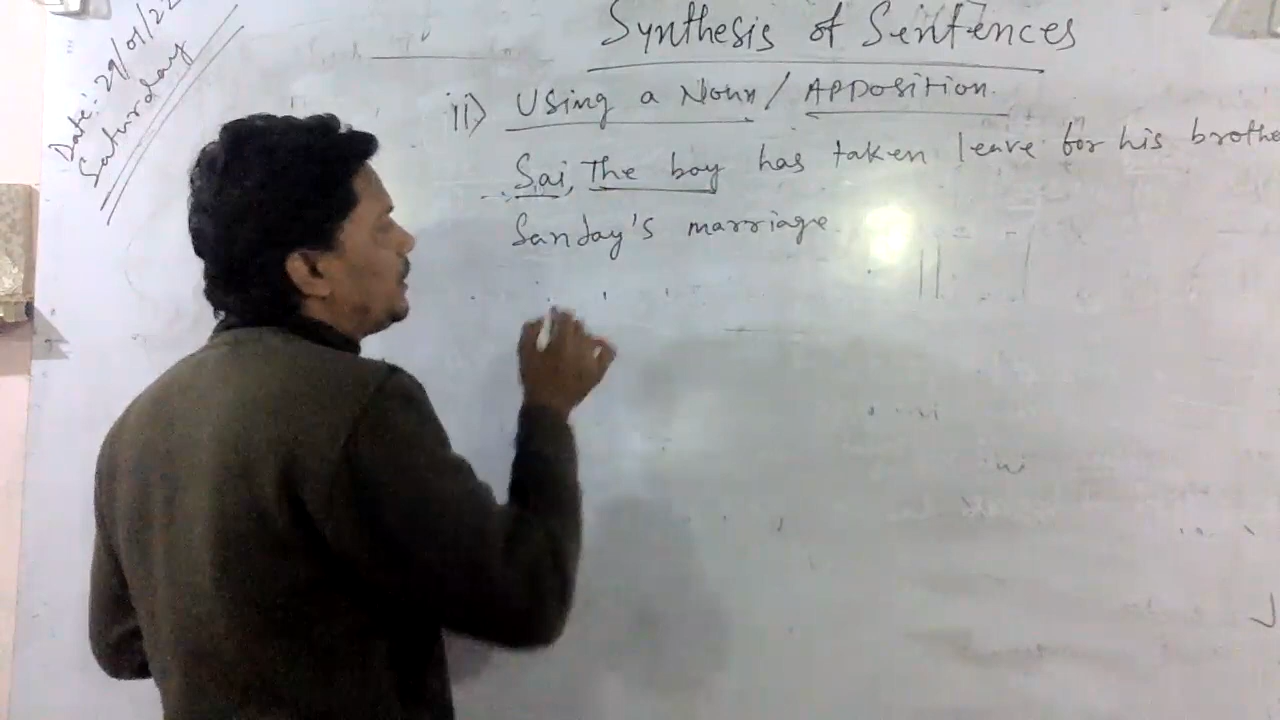 Date: 29/01/22
Saturday
Synthesis of Sentences
ii) Using a Noun / APPOSITION.
Sai, The boy has taken leave for his brothe
Sanday's marriage.